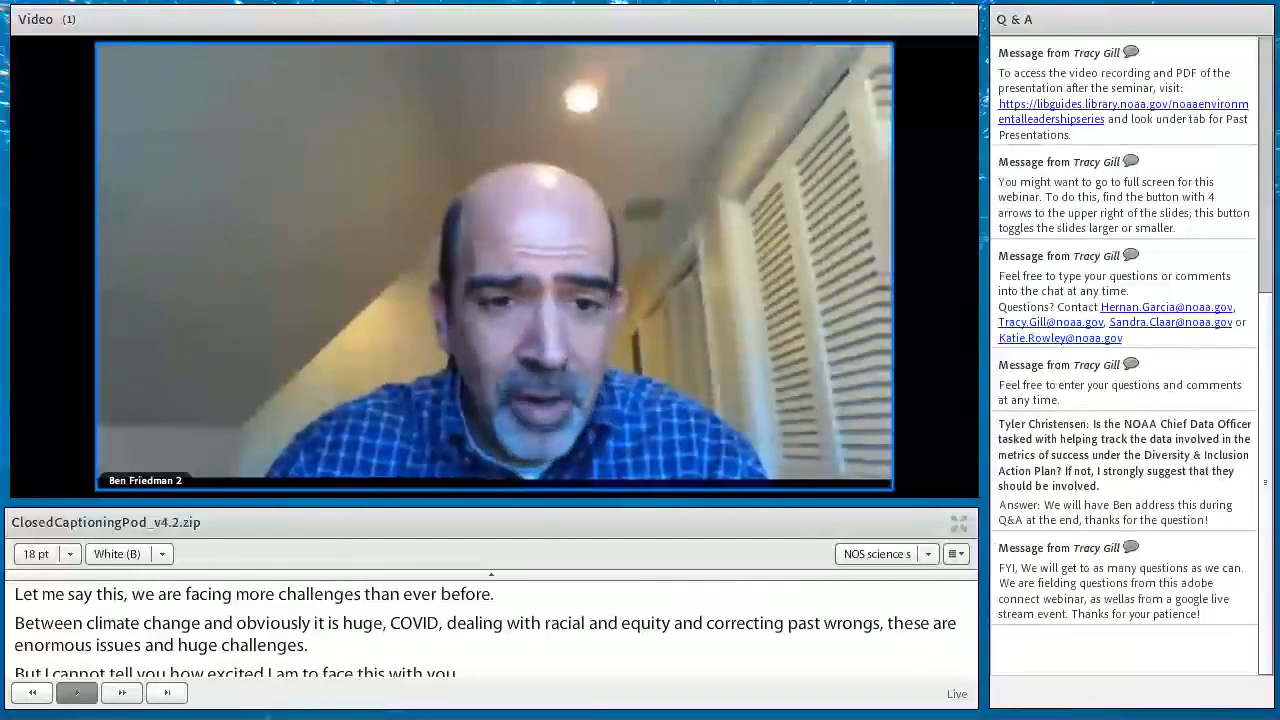 Video (1)
Ben Friedman 2
ClosedCaptioningPod_v4.2.zip
18 pt
White (B)
NOS science s
Let me say this, we are facing more challenges than ever before.
Between climate change and obviously it is huge, COVID, dealing with racial and equity and correcting past wrongs, these are
enormous issues and huge challenges.
But I cannot tell you how excited I am to face this with you
Live
Q & A
Message from Tracy Gill
To access the video recording and PDF of the
presentation after the seminar, visit:
https://libguides.library.noaa.gov/noaaenvironm
entalleadershipseries and look under tab for Past
Presentations.
Message from Tracy Gill
You might want to go to full screen for this
webinar. To do this, find the button with 4
arrows to the upper right of the slides; this button
toggles the slides larger or smaller.
Message from Tracy Gill
Feel free to type your questions or comments
into the chat at any time.
Questions? Contact Hernan.Garcia@noaa.gov,
Tracy.Gill@noaa.gov, Sandra.Claar@noaa.gov or
Katie.Rowley@noaa.gov
Message from Tracy Gill
Feel free to enter your questions and comments
at any time.
Tyler Christensen: Is the NOAA Chief Data Officer
tasked with helping track the data involved in the
metrics of success under the Diversity & Inclusion
Action Plan? If not, I strongly suggest that they
should be involved.
Answer: We will have Ben address this during
Q&A at the end, thanks for the question!
Message from Tracy Gill
FYI, We will get to as many questions as we can.
We are fielding questions from this adobe
connect webinar, as wellas from a google live
stream event. Thanks for your patience!